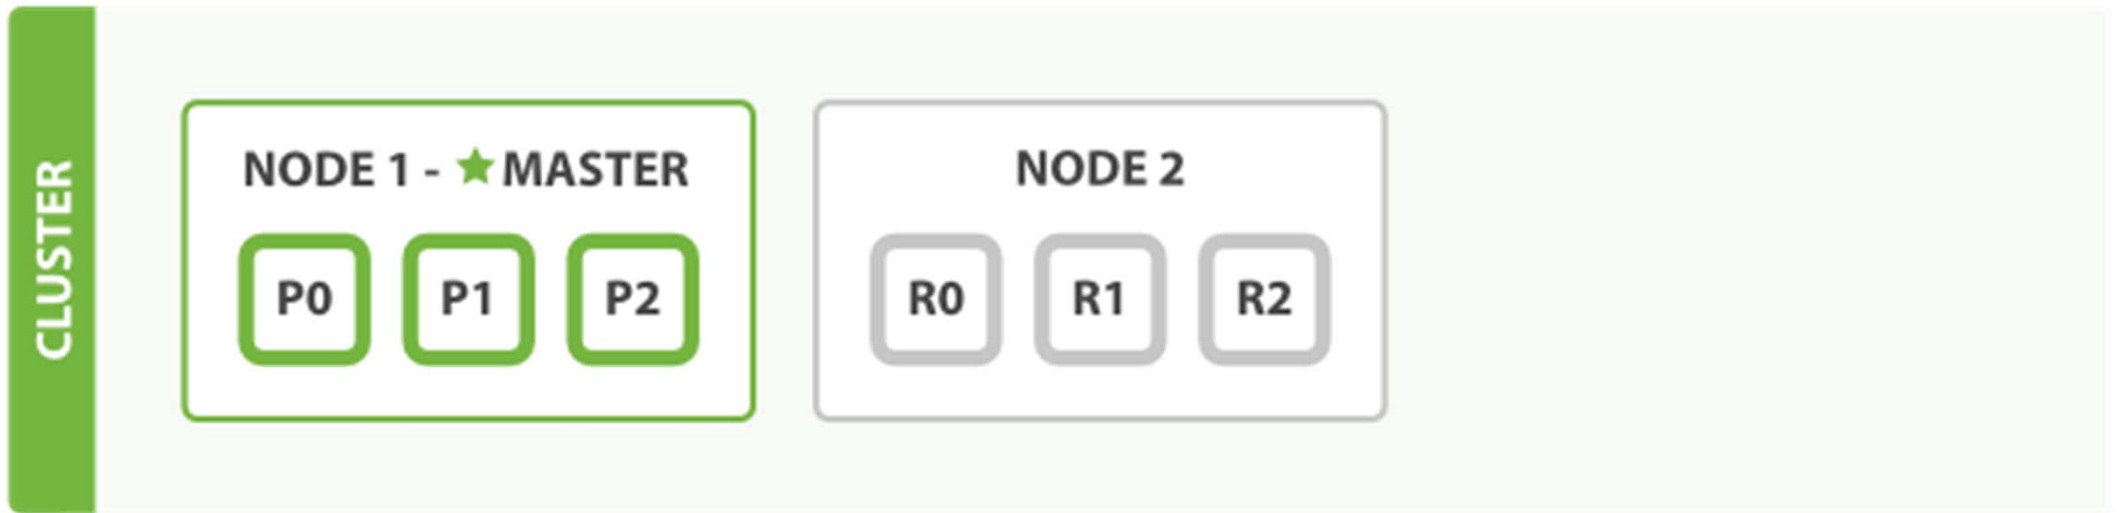 CLUSTER
NODE 1 - ★MASTER
P0 P1 P2
NODE 2
R0 R1 R2